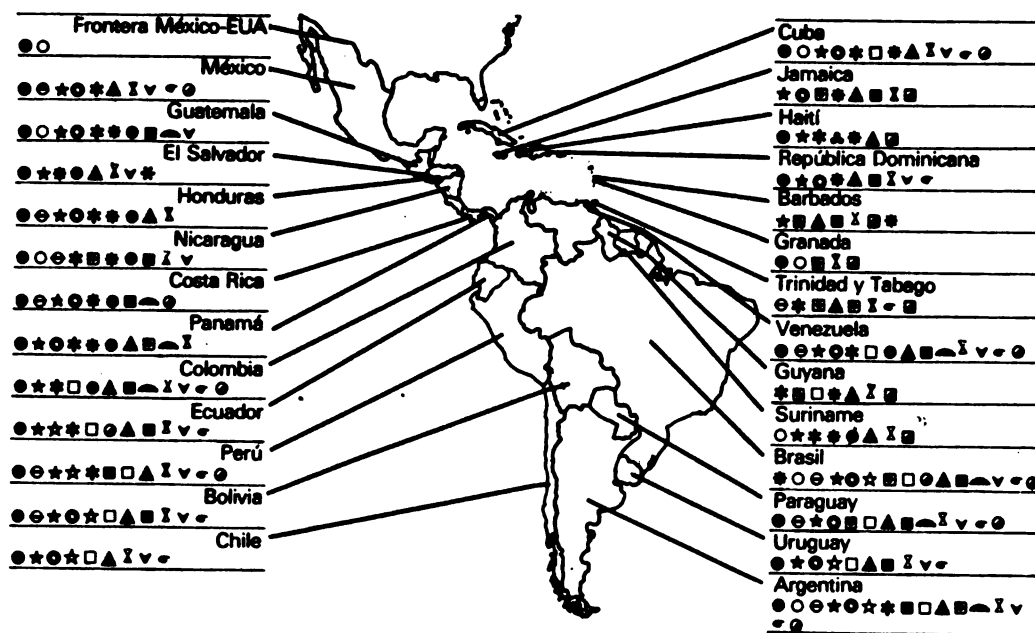 Frontera México-EUA
México
Guatemala
El Salvador
Honduras
Nicaragua
Costa Rica
Panamá
Colombia
Ecuador
Perú
Bolivia
Chile
Cuba
Jamaica
Haití
República Dominicana
Barbados
Granada
Trinidad y Tabago
Venezuela
Guyana
Suriname
Brasil
Paraguay
Uruguay
Argentina